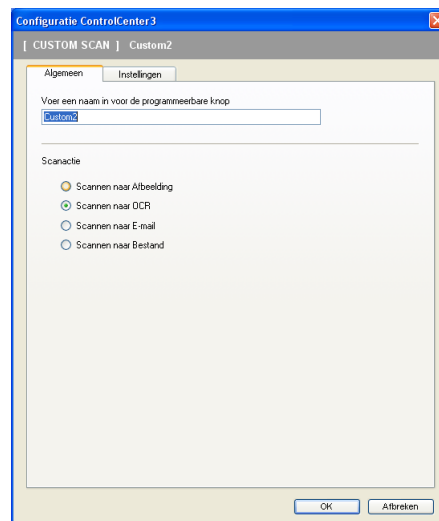 Configuratie ControlCenter3
[ CUSTOM SCAN ] Custom2
Algemeen
Instellingen
Voer een naam in voor de programmeerbare knop
Custom2
Scanactie
Scannen naar Afbeelding
Scannen naar OCR
Scannen naar E-mail
Scannen naar Bestand
OK
Afbreken